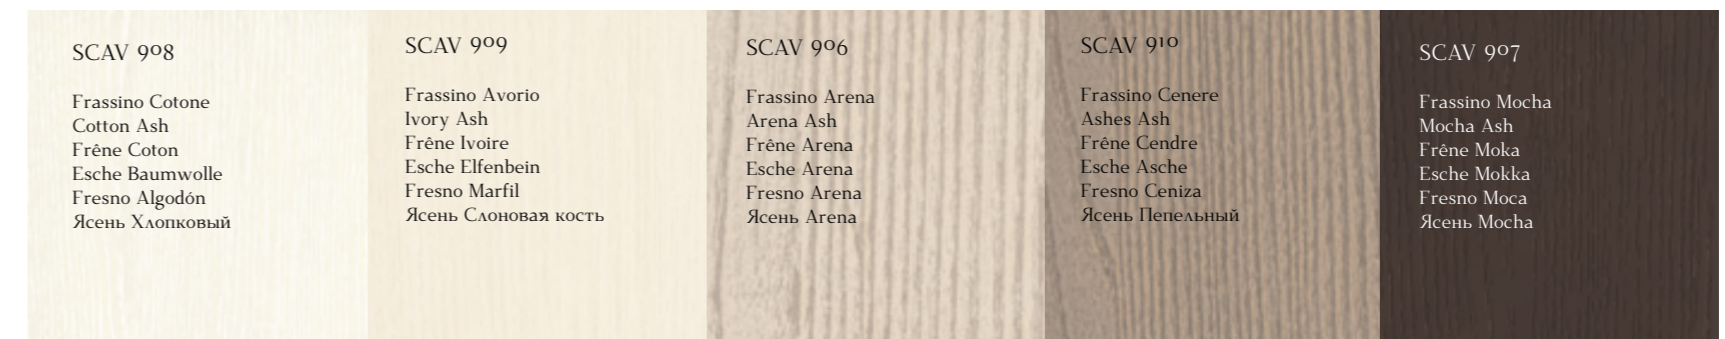 SCAV 908
Frassino Cotone
Cotton Ash
Frêne Coton
Esche Baumwolle
Fresno Algodón
Ясень Хлопковый
SCAV 909
Frassino Avorio
Ivory Ash
Frêne Ivoire
Esche Elfenbein
Fresno Marfil
Ясень Слоновая кость
SCAV 906
Frassino Arena
Arena Ash
Frêne Arena
Esche Arena
Fresno Arena
Ясень Arena
SCAV 910
Frassino Cenere
Ashes Ash
Frêne Cendre
Esche Asche
Fresno Ceniza
Ясень Пепельный
SCAV 907
Frassino Mocha
Mocha Ash
Frêne Moka
Esche Mokka
Fresno Moca
Ясень Mocha